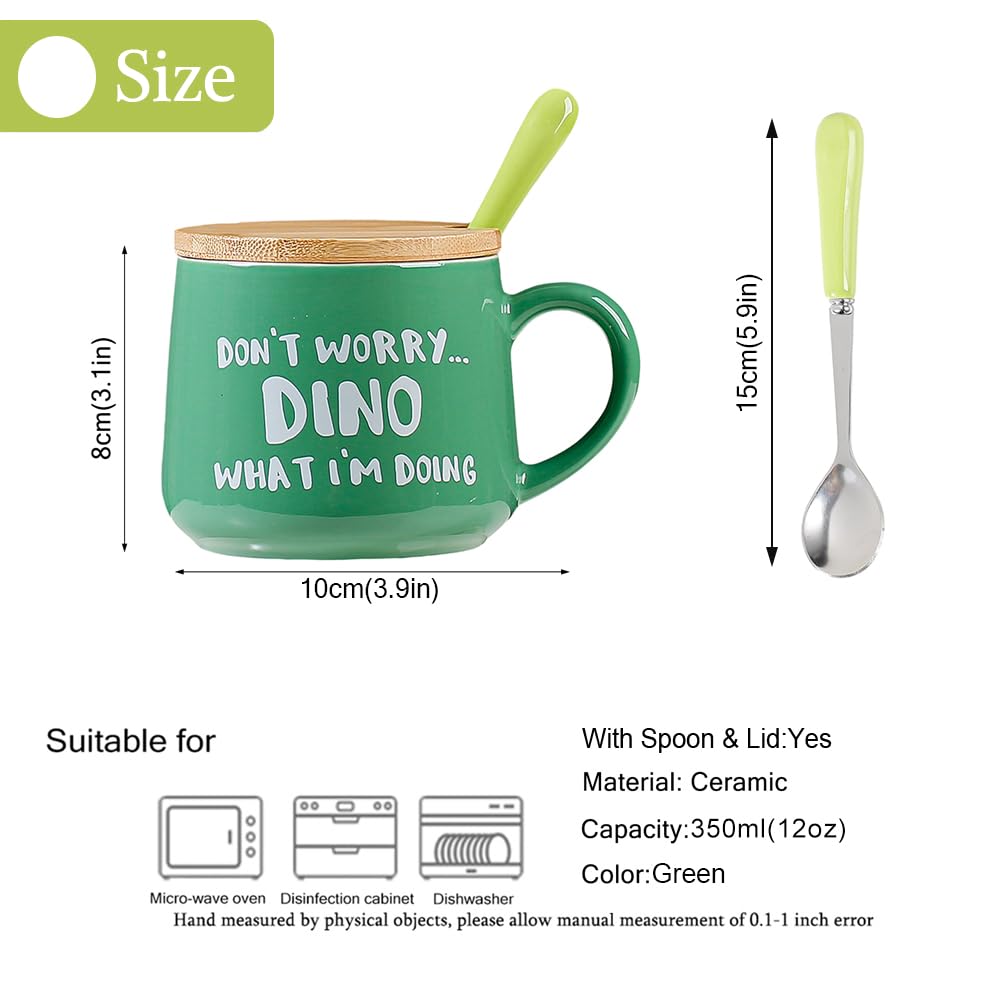 Size
DON'T WORRY...
DINO
WHAT I'M DOING
8cm(3.1in)
10cm(3.9in)
15cm(5.9in)
Suitable for
Micro-wave oven
Disinfection cabinet
Dishwasher
With Spoon & Lid:Yes
Material: Ceramic
Capacity:350ml(12oz)
Color:Green
Hand measured by physical objects, please allow manual measurement of 0.1-1 inch error